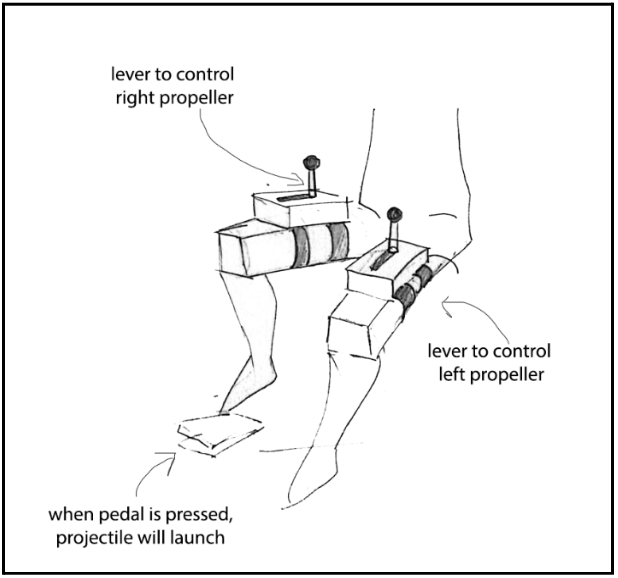 lever to control
right propeller
lever to control
left propeller
when pedal is pressed,
projectile will launch